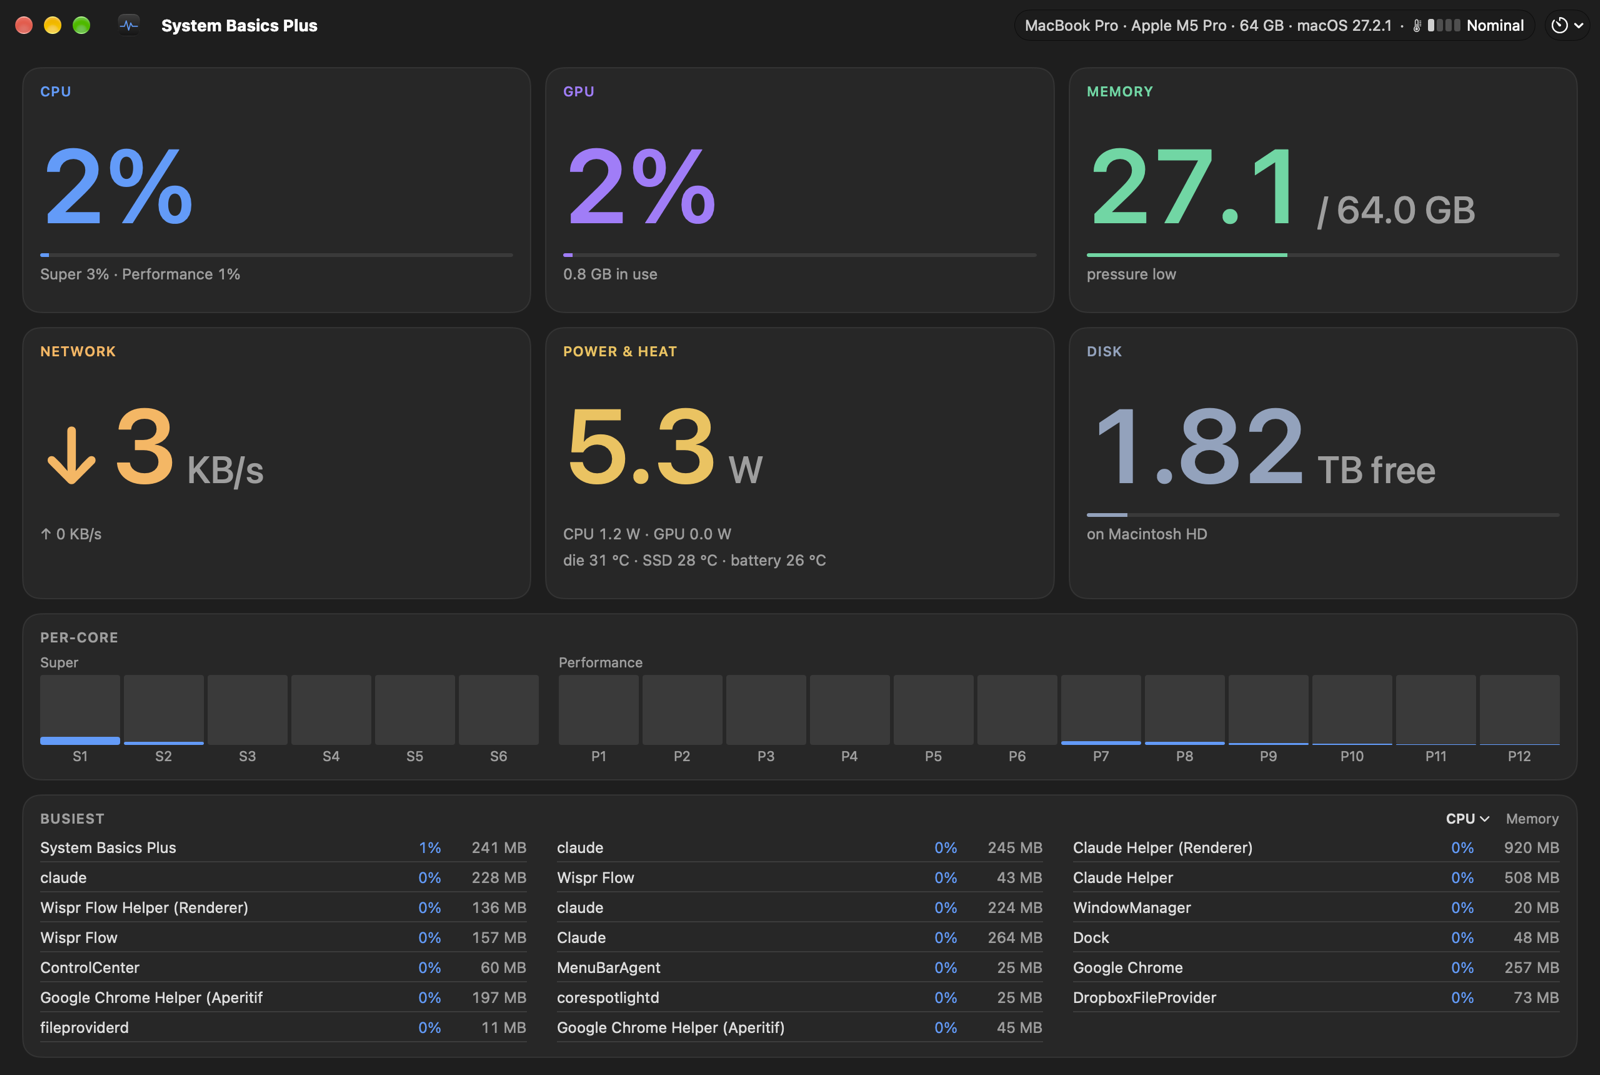 System Basics Plus
MacBook Pro · Apple M5 Pro · 64 GB · macOS 27.2.1 · Nominal
CPU
2%
Super 3% · Performance 1%
GPU
2%
0.8 GB in use
MEMORY
27.1 / 64.0 GB
pressure low
NETWORK
↓ 3 KB/s
↑ 0 KB/s
POWER & HEAT
5.3 W
CPU 1.2 W · GPU 0.0 W
die 31 °C · SSD 28 °C · battery 26 °C
DISK
1.82 TB free
on Macintosh HD
PER-CORE
Super
S1 S2 S3 S4 S5 S6
Performance
P1 P2 P3 P4 P5 P6 P7 P8 P9 P10 P11 P12
BUSIEST
CPU Memory
System Basics Plus 1% 241 MB
claude 0% 228 MB
Wispr Flow Helper (Renderer) 0% 136 MB
Wispr Flow 0% 157 MB
ControlCenter 0% 60 MB
Google Chrome Helper (Aperitif 0% 197 MB
fileproviderd 0% 11 MB
claude 0% 245 MB
Wispr Flow 0% 43 MB
claude 0% 224 MB
Claude 0% 264 MB
MenuBarAgent 0% 25 MB
corespotlightd 0% 25 MB
Google Chrome Helper (Aperitif) 0% 45 MB
Claude Helper (Renderer) 0% 920 MB
Claude Helper 0% 508 MB
WindowManager 0% 20 MB
Dock 0% 48 MB
Google Chrome 0% 257 MB
DropboxFileProvider 0% 73 MB